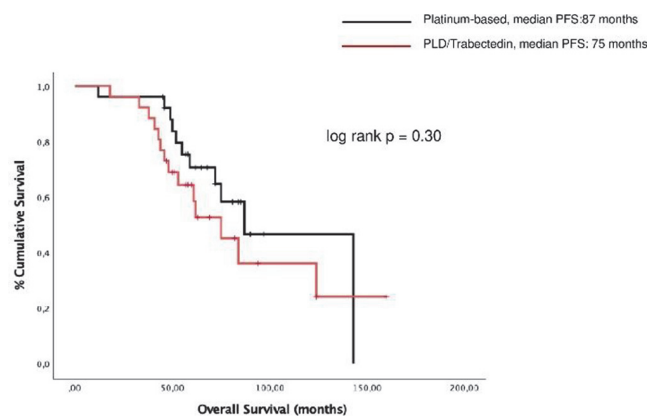 Platinum-based, median PFS:87 months
PLD/Trabectedin, median PFS: 75 months
log rank p = 0.30
% Cumulative Survival
1,0
0,8
0,6
0,4
0,2
0,0
,00
50,00
100,00
150,00
200,00
Overall Survival (months)